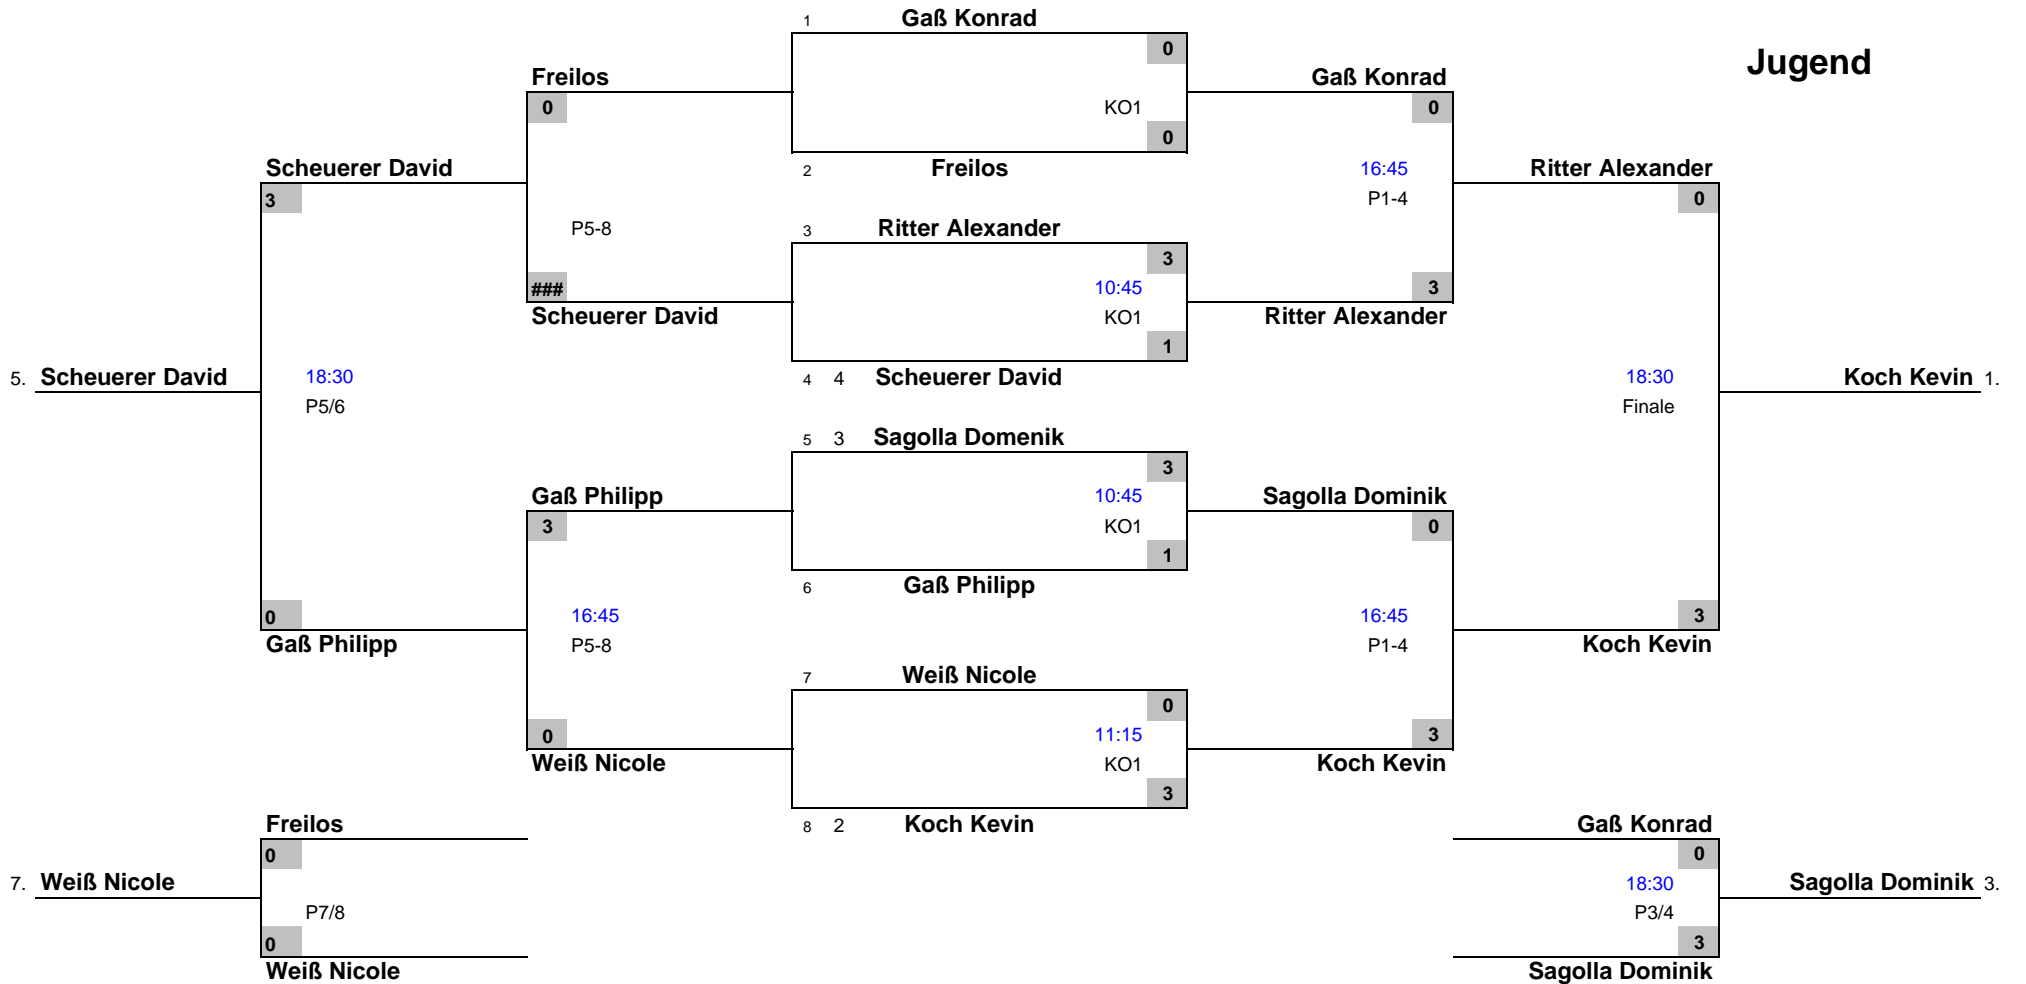 1 Gaß Konrad
0
Jugend
Freilos
Gaß Konrad
0
KO1
0
0
Scheuerer David
2 Freilos
16:45
Ritter Alexander
3
P1-4
0
P5-8
3 Ritter Alexander
3
###
10:45
3
Scheuerer David
KO1
Ritter Alexander
1
5. Scheuerer David
18:30
4 4 Scheuerer David
18:30
Koch Kevin 1.
P5/6
Finale
5 3 Sagolla Domenik
3
Gaß Philipp
10:45
Sagolla Dominik
3
KO1
0
1
6 Gaß Philipp
0
16:45
16:45
3
Gaß Philipp
P5-8
P1-4
Koch Kevin
7 Weiß Nicole
0
0
11:15
3
Weiß Nicole
KO1
Koch Kevin
3
Freilos
8 2 Koch Kevin
Gaß Konrad
0
0
7. Weiß Nicole
18:30
Sagolla Dominik 3.
P7/8
P3/4
0
3
Weiß Nicole
Sagolla Dominik